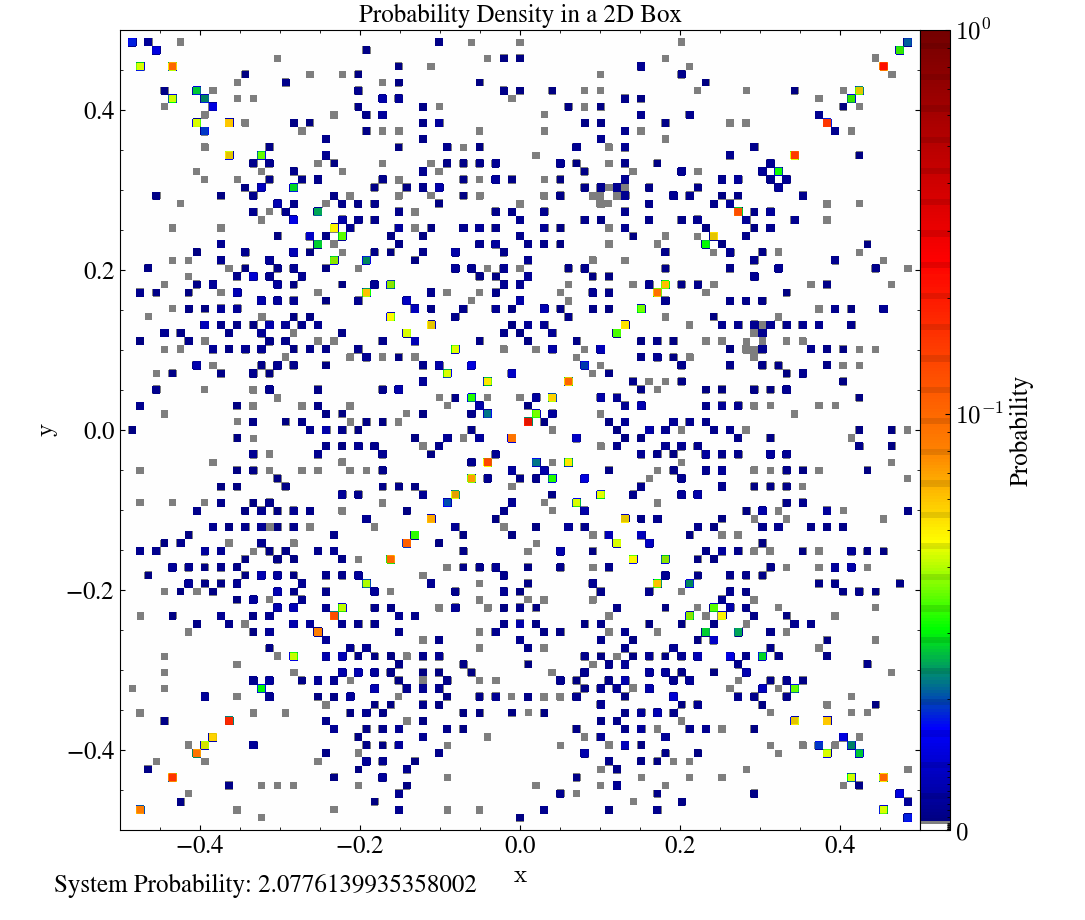 Probability Density in a 2D Box
10^0
0.4
0.2
0.0
−0.2
−0.4
y
10^−1
Probability
0
−0.4 −0.2 0.0 0.2 0.4
x
System Probability: 2.0776139935358002